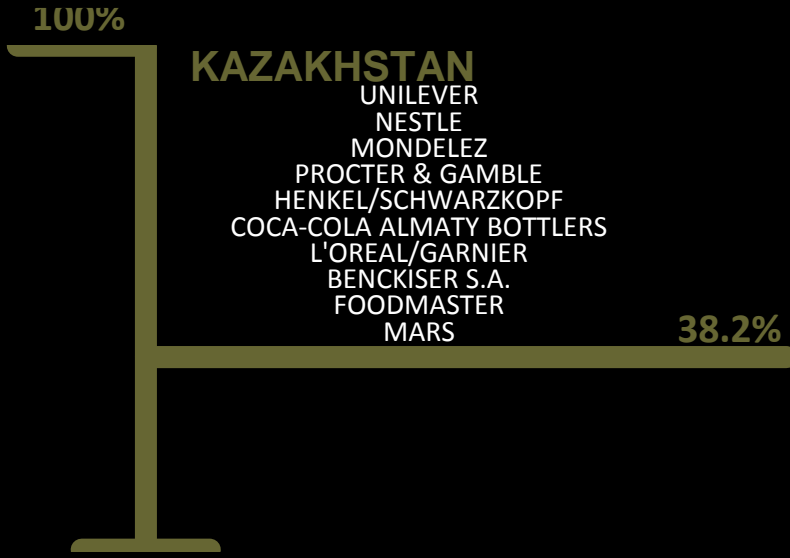 100%
KAZAKHSTAN
UNILEVER
NESTLE
MONDELEZ
PROCTER & GAMBLE
HENKEL/SCHWARZKOPF
COCA-COLA ALMATY BOTTLERS
L'OREAL/GARNIER
BENCKISER S.A.
FOODMASTER
MARS
38.2%